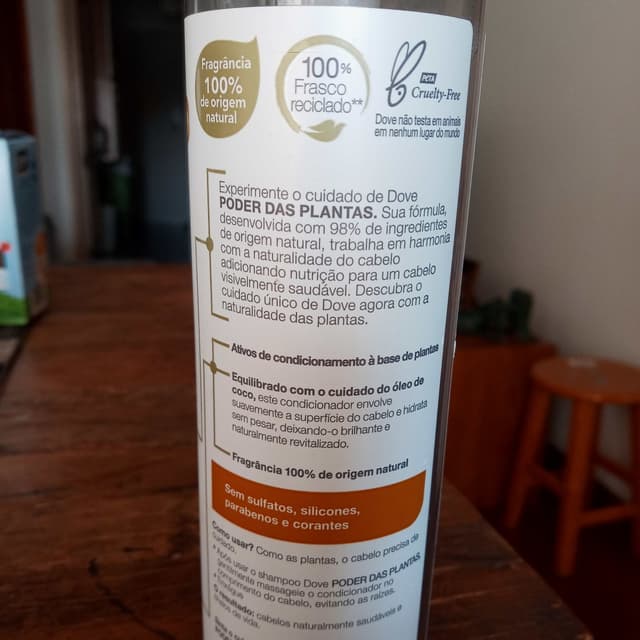 Fragrância
100%
de origem
natural
100%
Frasco
reciclado**
PETA
Cruelty-Free
Dove não testa em animais
em nenhum lugar do mundo
Experimente o cuidado de Dove
PODER DAS PLANTAS. Sua fórmula,
desenvolvida com 98% de ingredientes
de origem natural, trabalha em harmonia
com a naturalidade do cabelo
adicionando nutrição para um cabelo
visivelmente saudável. Descubra o
cuidado único de Dove agora com a
naturalidade das plantas.
Ativos de condicionamento à base de plantas
Equilibrado com o cuidado do óleo de
coco, este condicionador envolve
suavemente a superfície do cabelo e hidrata
sem pesar, deixando-o brilhante e
naturalmente revitalizado.
Fragrância 100% de origem natural
Sem sulfatos, silicones,
parabenos e corantes
Como usar? Como as plantas, o cabelo precisa de
cuidado.
• Após usar o shampoo Dove PODER DAS PLANTAS,
gentilmente massageie o condicionador no
comprimento do cabelo, evitando as raízes.
• Enxágue
O resultado: cabelos naturalmente saudáveis e
cheios de vida.